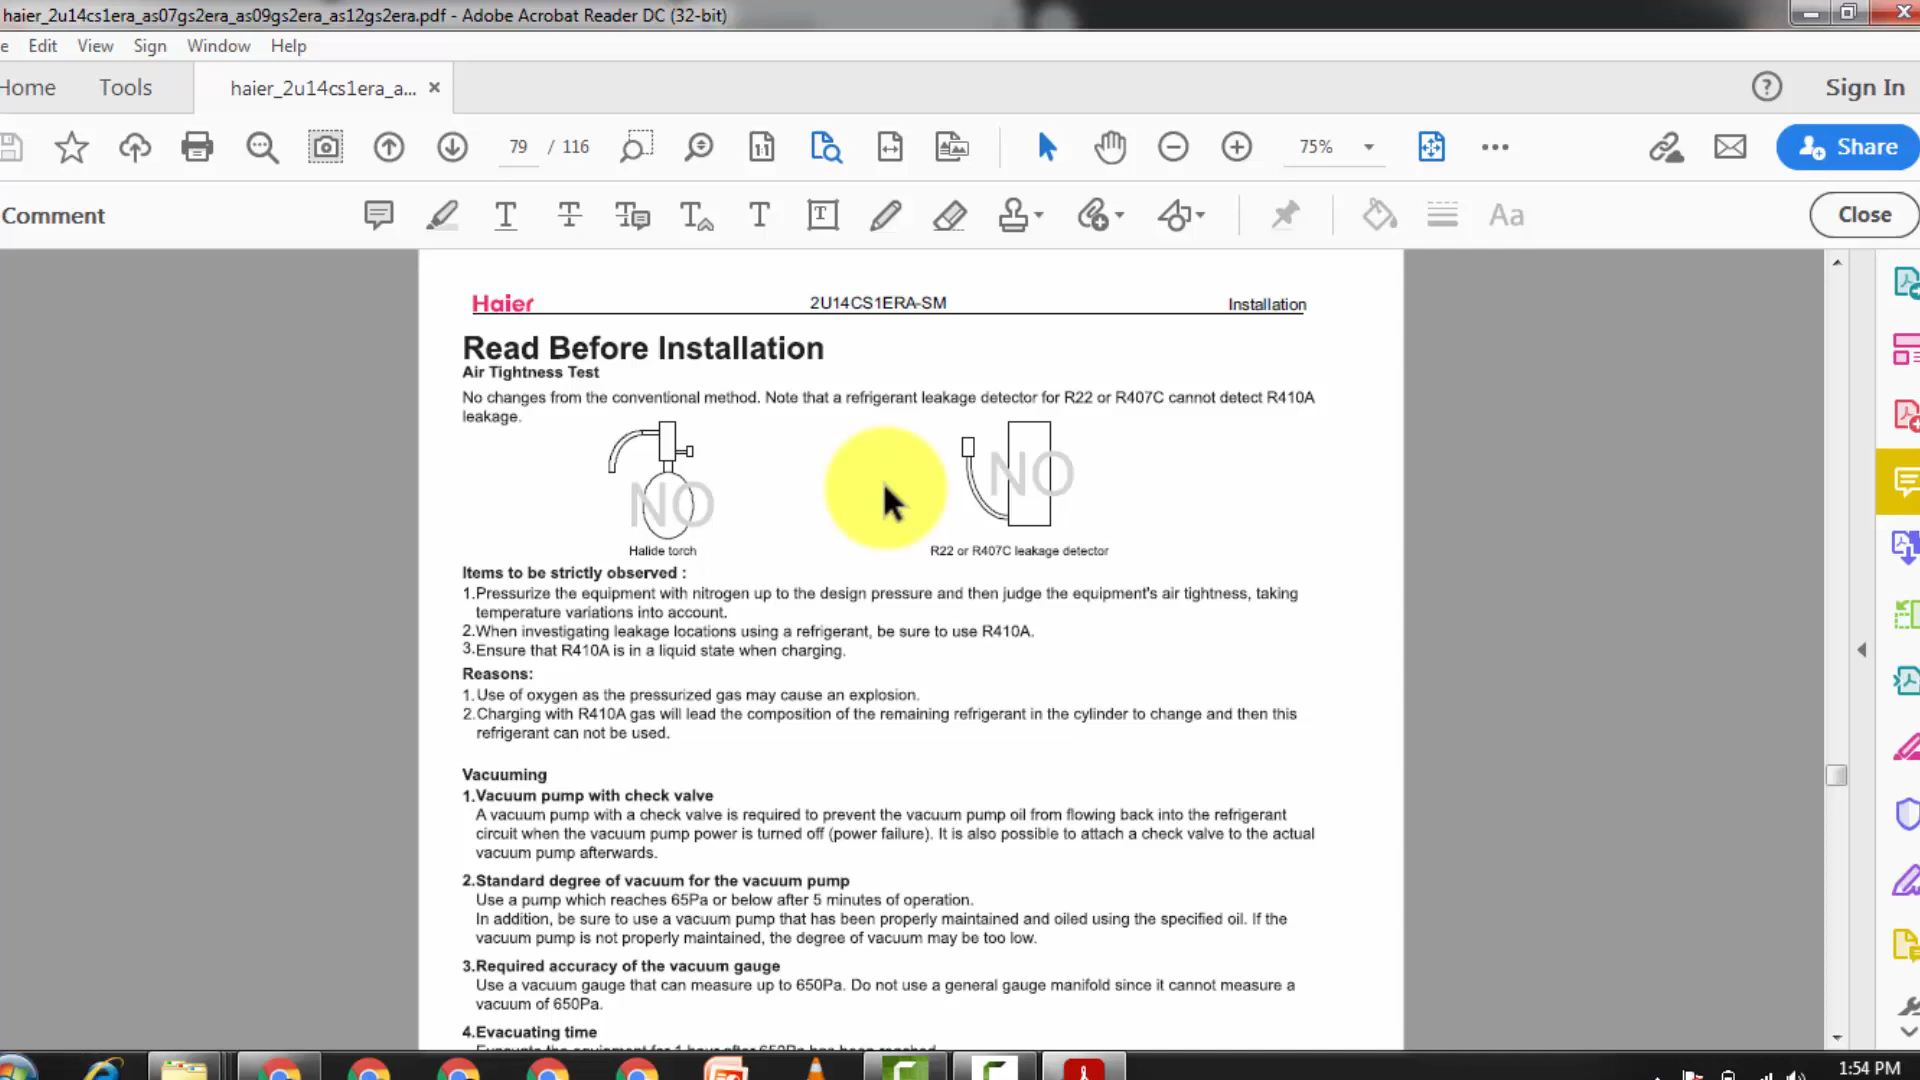 haier_2u14cs1era_as07gs2era_as09gs2era_as12gs2era.pdf - Adobe Acrobat Reader DC (32-bit)
e Edit View Sign Window Help
Home Tools haier_2u14cs1era_a... × Sign In
79 / 116 75% Share
Comment Close
Haier 2U14CS1ERA-SM Installation
Read Before Installation
Air Tightness Test
No changes from the conventional method. Note that a refrigerant leakage detector for R22 or R407C cannot detect R410A
leakage.
NO NO
Halide torch R22 or R407C leakage detector
Items to be strictly observed :
1.Pressurize the equipment with nitrogen up to the design pressure and then judge the equipment's air tightness, taking
temperature variations into account.
2.When investigating leakage locations using a refrigerant, be sure to use R410A.
3.Ensure that R410A is in a liquid state when charging.
Reasons:
1.Use of oxygen as the pressurized gas may cause an explosion.
2.Charging with R410A gas will lead the composition of the remaining refrigerant in the cylinder to change and then this
refrigerant can not be used.
Vacuuming
1.Vacuum pump with check valve
A vacuum pump with a check valve is required to prevent the vacuum pump oil from flowing back into the refrigerant
circuit when the vacuum pump power is turned off (power failure). It is also possible to attach a check valve to the actual
vacuum pump afterwards.
2.Standard degree of vacuum for the vacuum pump
Use a pump which reaches 65Pa or below after 5 minutes of operation.
In addition, be sure to use a vacuum pump that has been properly maintained and oiled using the specified oil. If the
vacuum pump is not properly maintained, the degree of vacuum may be too low.
3.Required accuracy of the vacuum gauge
Use a vacuum gauge that can measure up to 650Pa. Do not use a general gauge manifold since it cannot measure a
vacuum of 650Pa.
4.Evacuating time
Evacuate the equipment for 1 hour after 650Pa has been reached.
1:54 PM